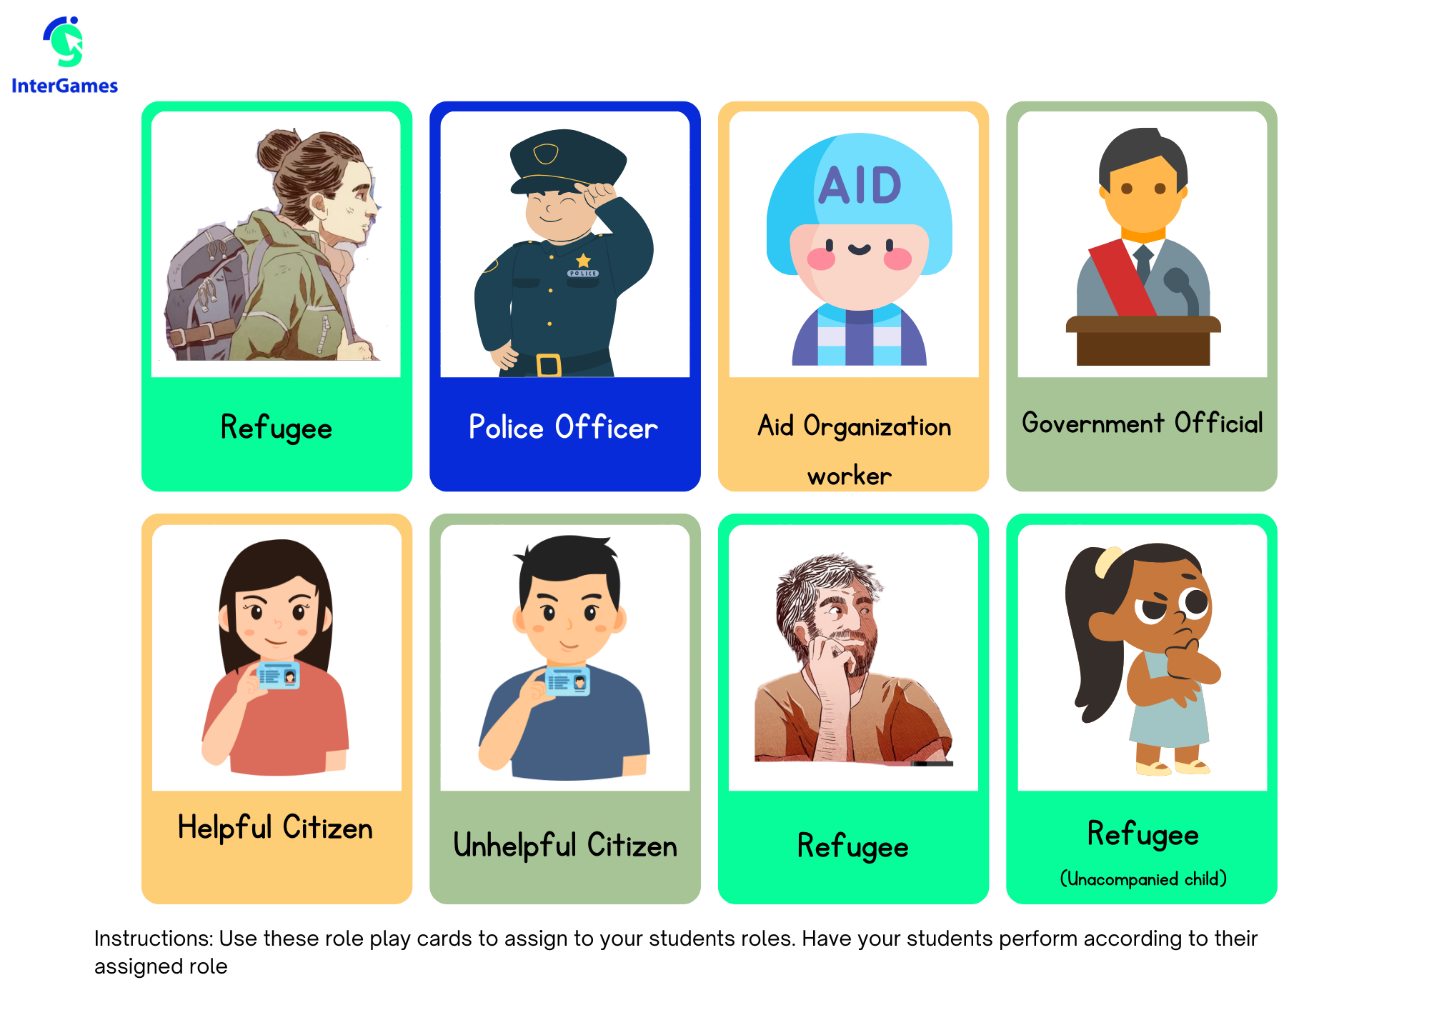 InterGames
AID
POLICE
Refugee
Police Officer
Aid Organization
worker
Government Official
Helpful Citizen
Unhelpful Citizen
Refugee
Refugee
(Unacompanied child)
Instructions: Use these role play cards to assign to your students roles. Have your students perform according to their
assigned role